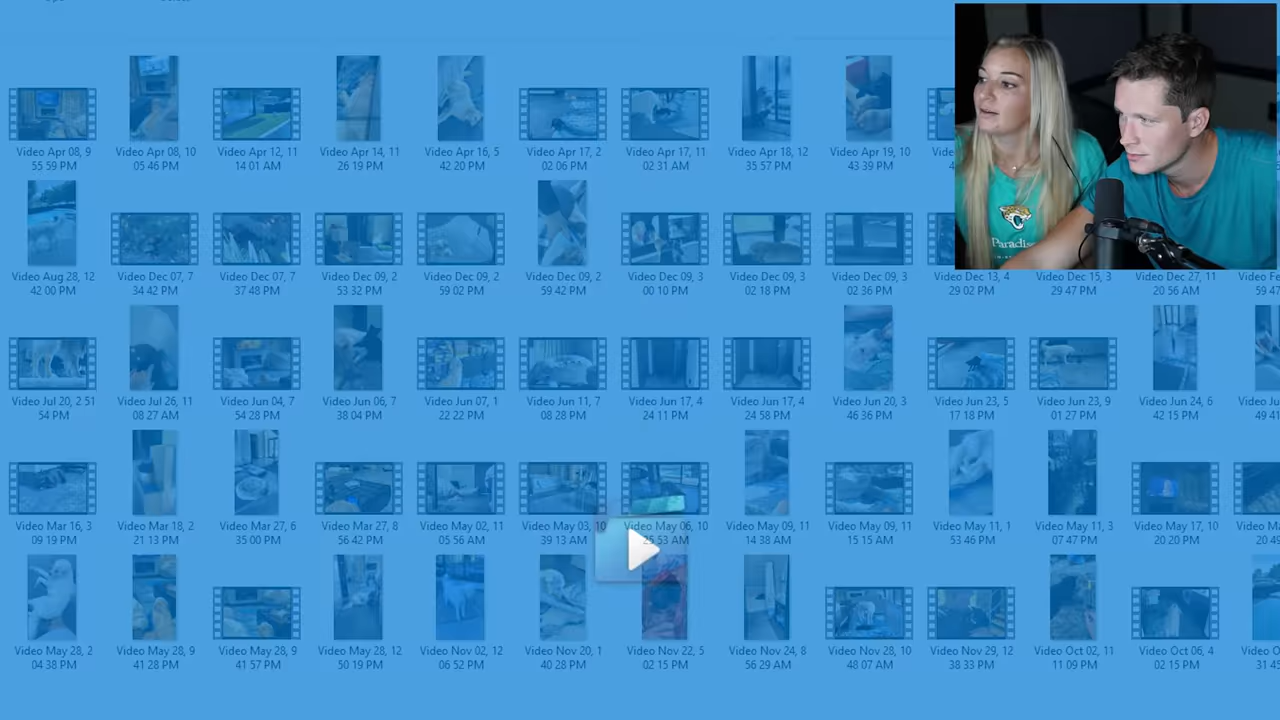 Video Apr 08, 9
55 59 PM
Video Apr 08, 10
05 46 PM
Video Apr 12, 11
14 01 AM
Video Apr 14, 11
26 19 PM
Video Apr 16, 5
42 20 PM
Video Apr 17, 2
02 06 PM
Video Apr 17, 11
02 31 AM
Video Apr 18, 12
35 57 PM
Video Apr 19, 10
43 39 PM
Video Aug 28, 12
42 00 PM
Video Dec 07, 7
34 42 PM
Video Dec 07, 7
37 48 PM
Video Dec 09, 2
53 32 PM
Video Dec 09, 2
59 02 PM
Video Dec 09, 2
59 42 PM
Video Dec 09, 3
00 10 PM
Video Dec 09, 3
02 18 PM
Video Dec 09, 3
02 36 PM
Video Dec 13, 4
29 02 PM
Video Dec 15, 3
29 47 PM
Video Dec 27, 11
20 56 AM
Video Fe
59 47
Video Jul 20, 2 51
54 PM
Video Jul 26, 11
08 27 AM
Video Jun 04, 7
54 28 PM
Video Jun 06, 7
38 04 PM
Video Jun 07, 1
22 22 PM
Video Jun 11, 7
08 28 PM
Video Jun 17, 4
24 11 PM
Video Jun 17, 4
24 58 PM
Video Jun 20, 3
46 36 PM
Video Jun 23, 5
17 18 PM
Video Jun 23, 9
01 27 PM
Video Jun 24, 6
42 15 PM
Video Ju
49 41
Video Mar 16, 3
09 19 PM
Video Mar 18, 2
21 13 PM
Video Mar 27, 6
35 00 PM
Video Mar 27, 8
56 42 PM
Video May 02, 11
05 56 AM
Video May 03, 10
39 13 AM
Video May 06, 10
25 53 AM
Video May 09, 11
14 38 AM
Video May 09, 11
15 15 AM
Video May 11, 1
53 46 PM
Video May 11, 3
07 47 PM
Video May 17, 10
20 20 PM
Video Ma
20 49
Video May 28, 2
04 38 PM
Video May 28, 9
41 28 PM
Video May 28, 9
41 57 PM
Video May 28, 12
50 19 PM
Video Nov 02, 12
06 52 PM
Video Nov 20, 1
40 28 PM
Video Nov 22, 5
02 15 PM
Video Nov 24, 8
56 29 AM
Video Nov 28, 10
48 07 AM
Video Nov 29, 12
38 33 PM
Video Oct 02, 11
11 09 PM
Video Oct 06, 4
02 15 PM
Video O
31 45